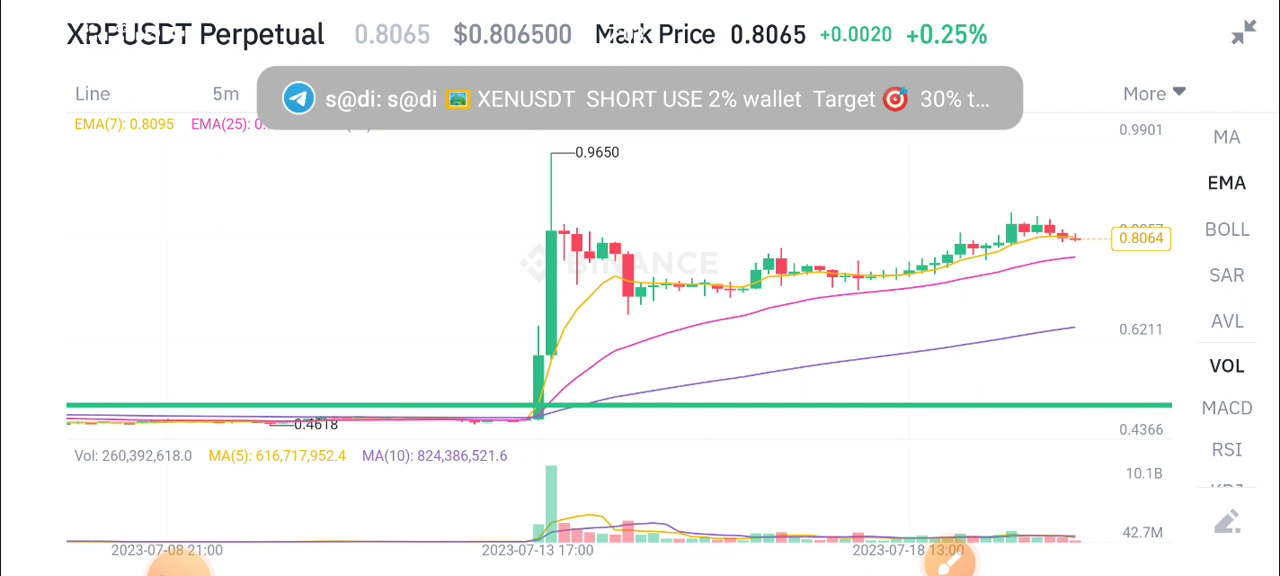 XRPUSDT Perpetual 0.8065 $0.806500 Mark Price 0.8065 +0.0020 +0.25%
Line 5m More
s@di: s@di 🖼️ XENUSDT SHORT USE 2% wallet Target 🎯 30% t...
EMA(7): 0.8095 EMA(25):
0.9901
MA
0.9650
EMA
BOLL
0.8064
BINANCE
SAR
AVL
0.6211
VOL
MACD
0.4618
0.4366
RSI
Vol: 260,392,618.0 MA(5): 616,717,952.4 MA(10): 824,386,521.6
10.1B
42.7M
2023-07-08 21:00 2023-07-13 17:00 2023-07-18 13:00